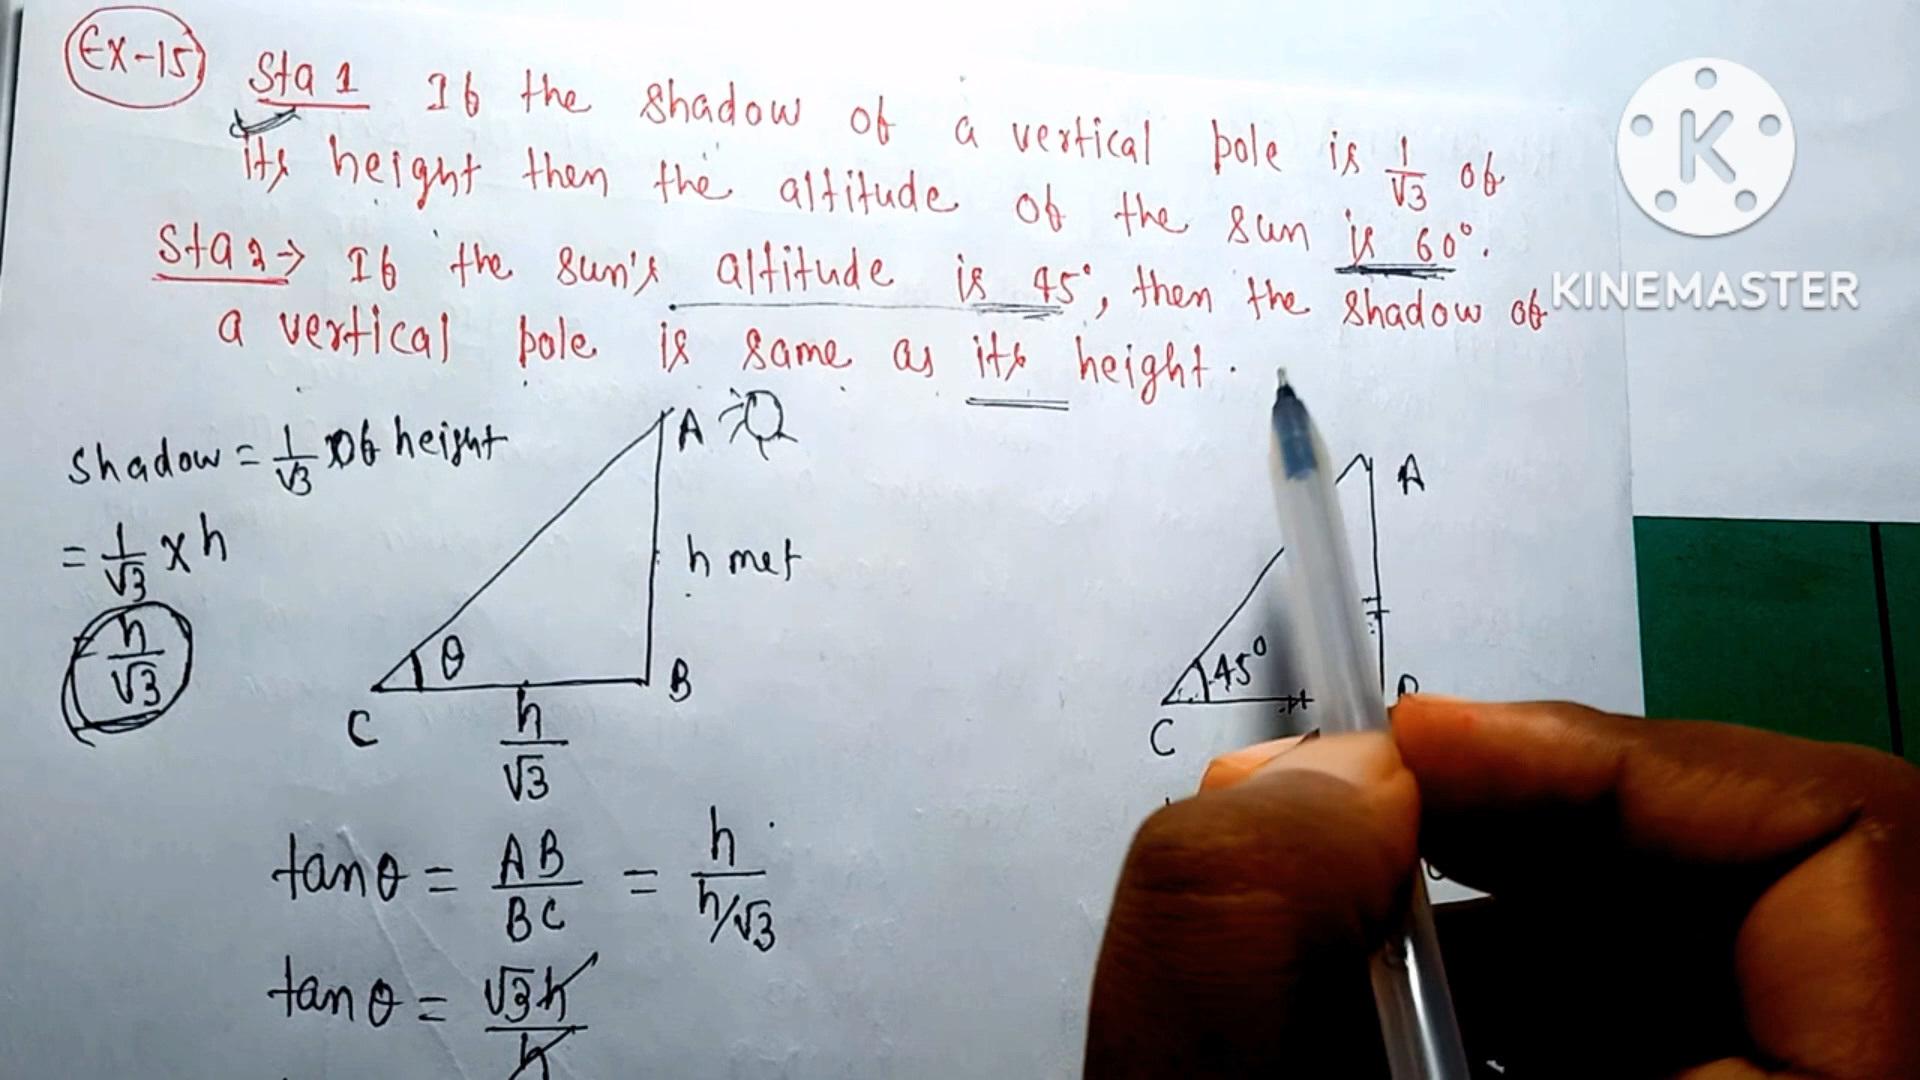 Ex-15
Sta 1 If the shadow of a vertical pole is 1/√3 of
its height then the altitude of the sun is 60°.
Sta 2→ If the sun's altitude is 45°, then the shadow of
a vertical pole is same as its height.
K
KINEMASTER
shadow = 1/√3 of height
= 1/√3 × h
h/√3
A
h met
θ
B
C
h/√3
A
45°
C
tanθ = AB/BC = h/h/√3
tanθ = √3h/h